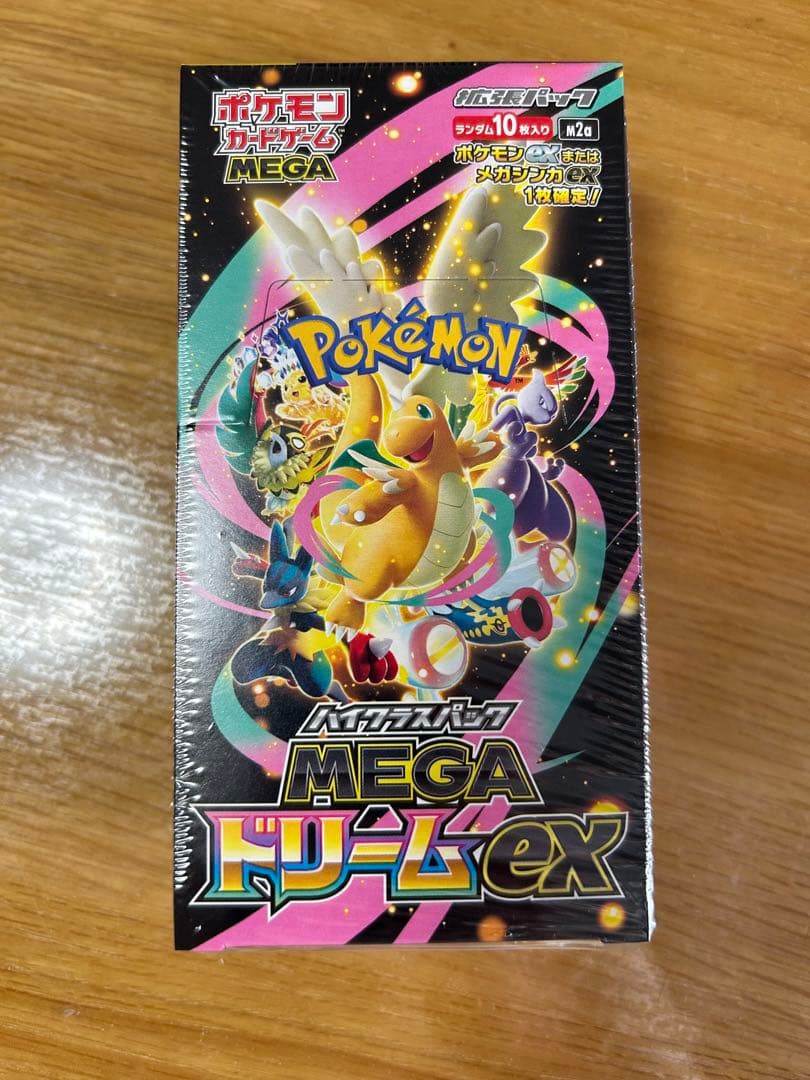 ポケモン
カードゲーム™
MEGA
拡張パック
ランダム10枚入り M2a
ポケモンexまたは
メガシンカex
1枚確定!
POKéMON™
ハイクラスパック
MEGA
ドリームex